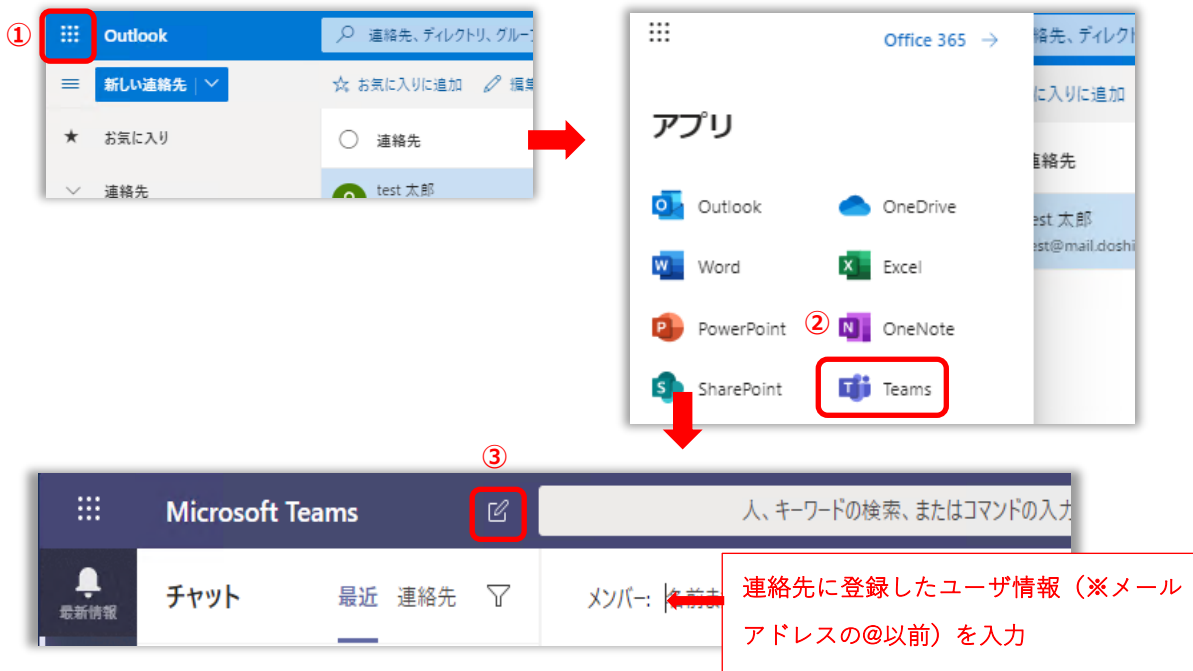 ①
Outlook
連絡先、ディレクトリ、グルー
新しい連絡先
お気に入りに追加
編集
お気に入り
連絡先
連絡先
test 太郎
Office 365 →
絡先、ディレクト
に入りに追加
アプリ
連絡先
Outlook
OneDrive
est 太郎
est@mail.doshi
Word
Excel
PowerPoint
②
OneNote
SharePoint
Teams
③
Microsoft Teams
人、キーワードの検索、またはコマンドの入力
最新情報
チャット
最近
連絡先
メンバー:
連絡先に登録したユーザ情報（※メール
アドレスの@以前）を入力